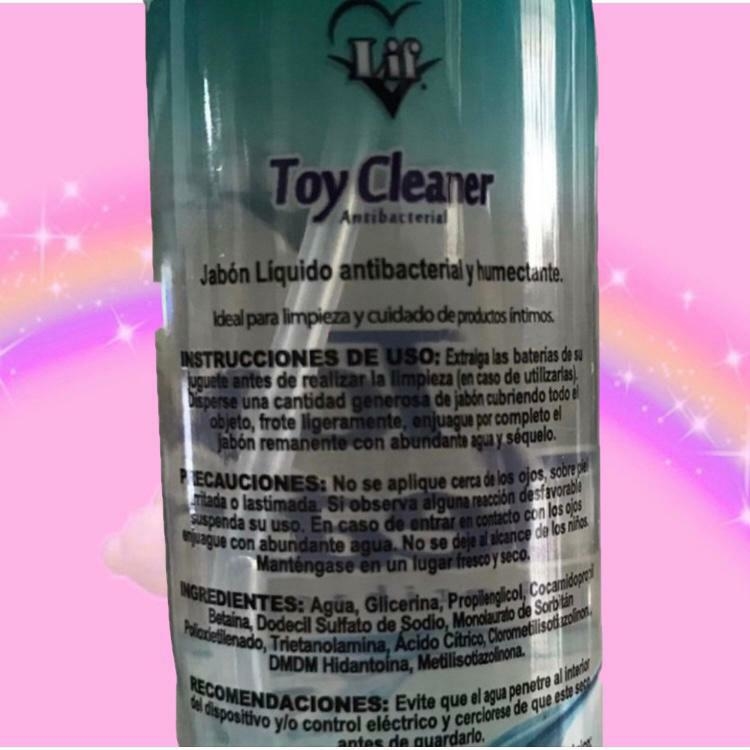 Lif
Toy Cleaner
Antibacterial
Jabón Líquido antibacterial y humectante.
Ideal para limpieza y cuidado de productos íntimos.
INSTRUCCIONES DE USO: Extraiga las baterias de su
juguete antes de realizar la limpieza (en caso de utilizarlas).
Disperse una cantidad generosa de jabón cubriendo todo el
objeto, frote ligeramente, enjuague por completo el
jabón remanente con abundante agua y séquelo.
PRECAUCIONES: No se aplique cerca de los ojos, sobre piel
irritada o lastimada. Si observa alguna reacción desfavorable
suspenda su uso. En caso de entrar en contacto con los ojos
enjuague con abundante agua. No se deje al alcance de los niños.
Manténgase en un lugar fresco y seco.
INGREDIENTES: Agua, Glicerina, Propilenglicol, Cocamidopropil
Betaína, Dodecil Sulfato de Sodio, Monolaurato de Sorbitán
Polioxietilenado, Trietanolamina, Ácido Cítrico, Clorometilisotiazolinon,
DMDM Hidantoína, Metilisotiazolinona.
RECOMENDACIONES: Evite que el agua penetre al interior
del dispositivo y/o control eléctrico y cerciorese de que este seco
antes de guardarlo.